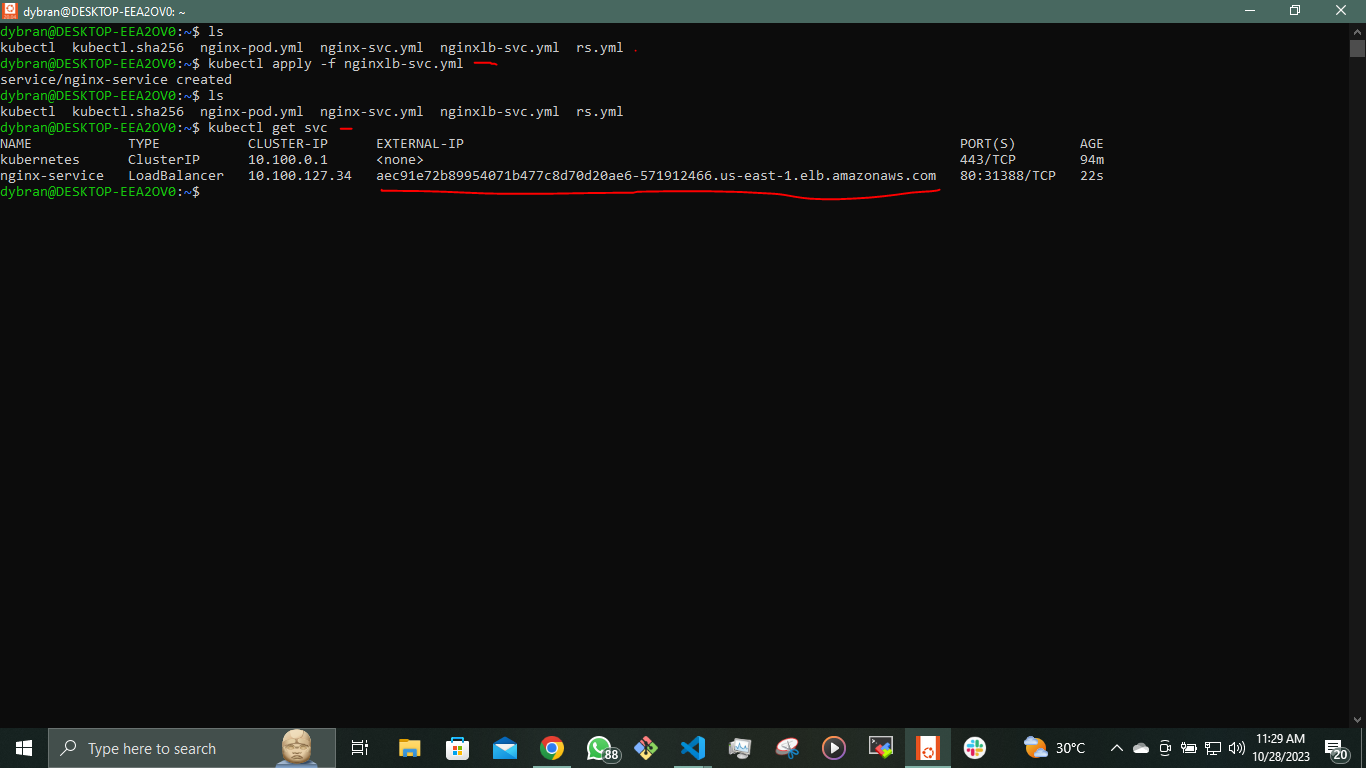 dybran@DESKTOP-EEA2OV0: ~
dybran@DESKTOP-EEA2OV0:~$ ls
kubectl  kubectl.sha256  nginx-pod.yml  nginx-svc.yml  nginxlb-svc.yml  rs.yml
dybran@DESKTOP-EEA2OV0:~$ kubectl apply -f nginxlb-svc.yml
service/nginx-service created
dybran@DESKTOP-EEA2OV0:~$ ls
kubectl  kubectl.sha256  nginx-pod.yml  nginx-svc.yml  nginxlb-svc.yml  rs.yml
dybran@DESKTOP-EEA2OV0:~$ kubectl get svc
NAME            TYPE           CLUSTER-IP      EXTERNAL-IP                                                              PORT(S)        AGE
kubernetes      ClusterIP      10.100.0.1      <none>                                                                   443/TCP        94m
nginx-service   LoadBalancer   10.100.127.34   aec91e72b89954071b477c8d70d20ae6-571912466.us-east-1.elb.amazonaws.com   80:31388/TCP   22s
dybran@DESKTOP-EEA2OV0:~$
Type here to search
88
30°C
11:29 AM
10/28/2023
20